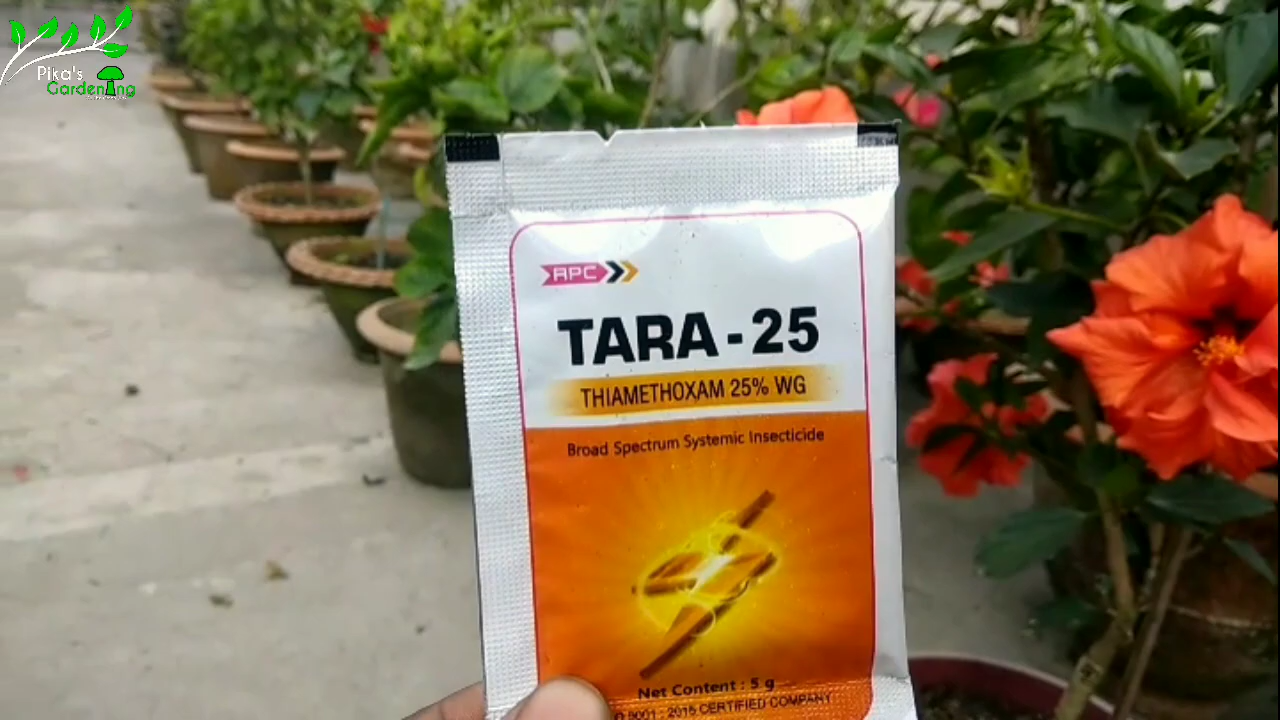 Pika's
Gardening
APC
TARA - 25
THIAMETHOXAM 25% WG
Broad Spectrum Systemic Insecticide
Net Content : 5 g
9001 : 2015 CERTIFIED COMPANY